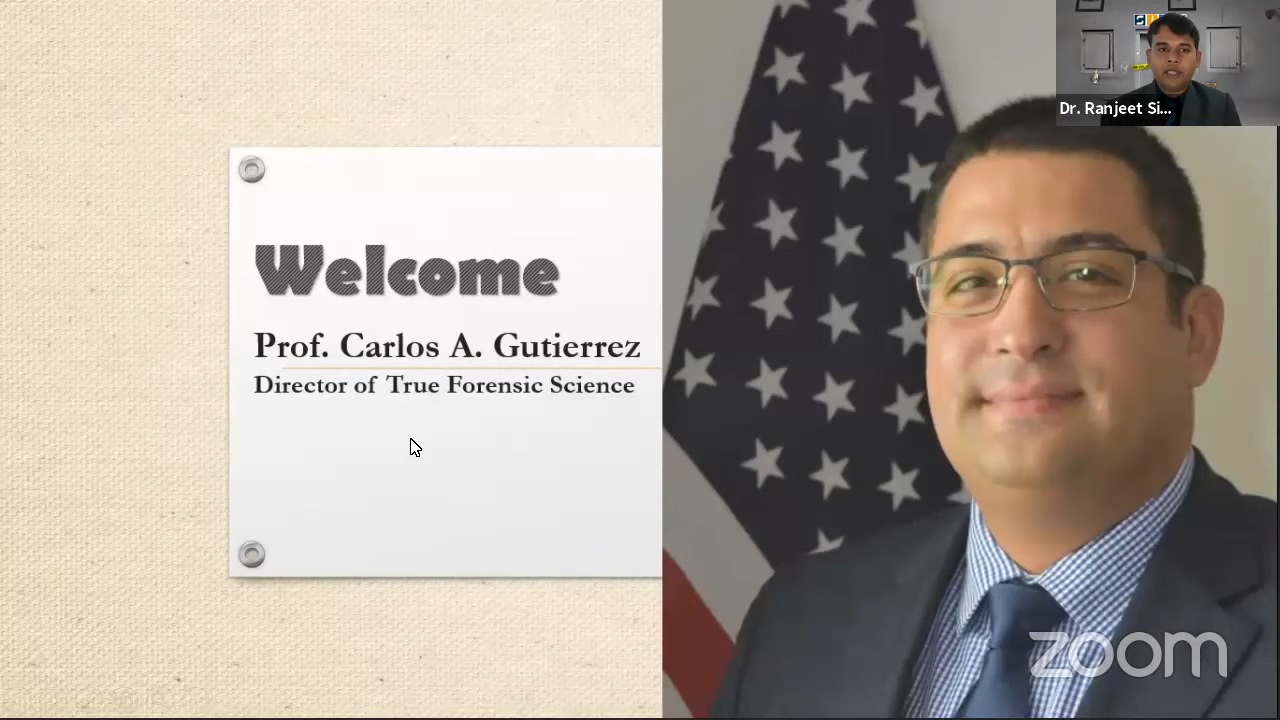 Welcome
Prof. Carlos A. Gutierrez
Director of True Forensic Science
Dr. Ranjeet Si...
zoom